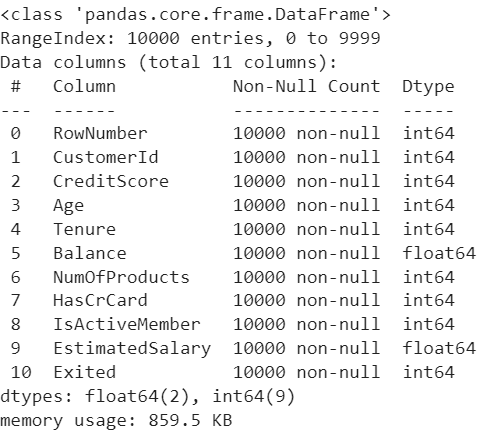 <class 'pandas.core.frame.DataFrame'>
RangeIndex: 10000 entries, 0 to 9999
Data columns (total 11 columns):
 #   Column           Non-Null Count  Dtype
---  ------           --------------  -----
 0   RowNumber        10000 non-null  int64
 1   CustomerId       10000 non-null  int64
 2   CreditScore      10000 non-null  int64
 3   Age              10000 non-null  int64
 4   Tenure           10000 non-null  int64
 5   Balance          10000 non-null  float64
 6   NumOfProducts    10000 non-null  int64
 7   HasCrCard        10000 non-null  int64
 8   IsActiveMember   10000 non-null  int64
 9   EstimatedSalary  10000 non-null  float64
 10  Exited           10000 non-null  int64
dtypes: float64(2), int64(9)
memory usage: 859.5 KB